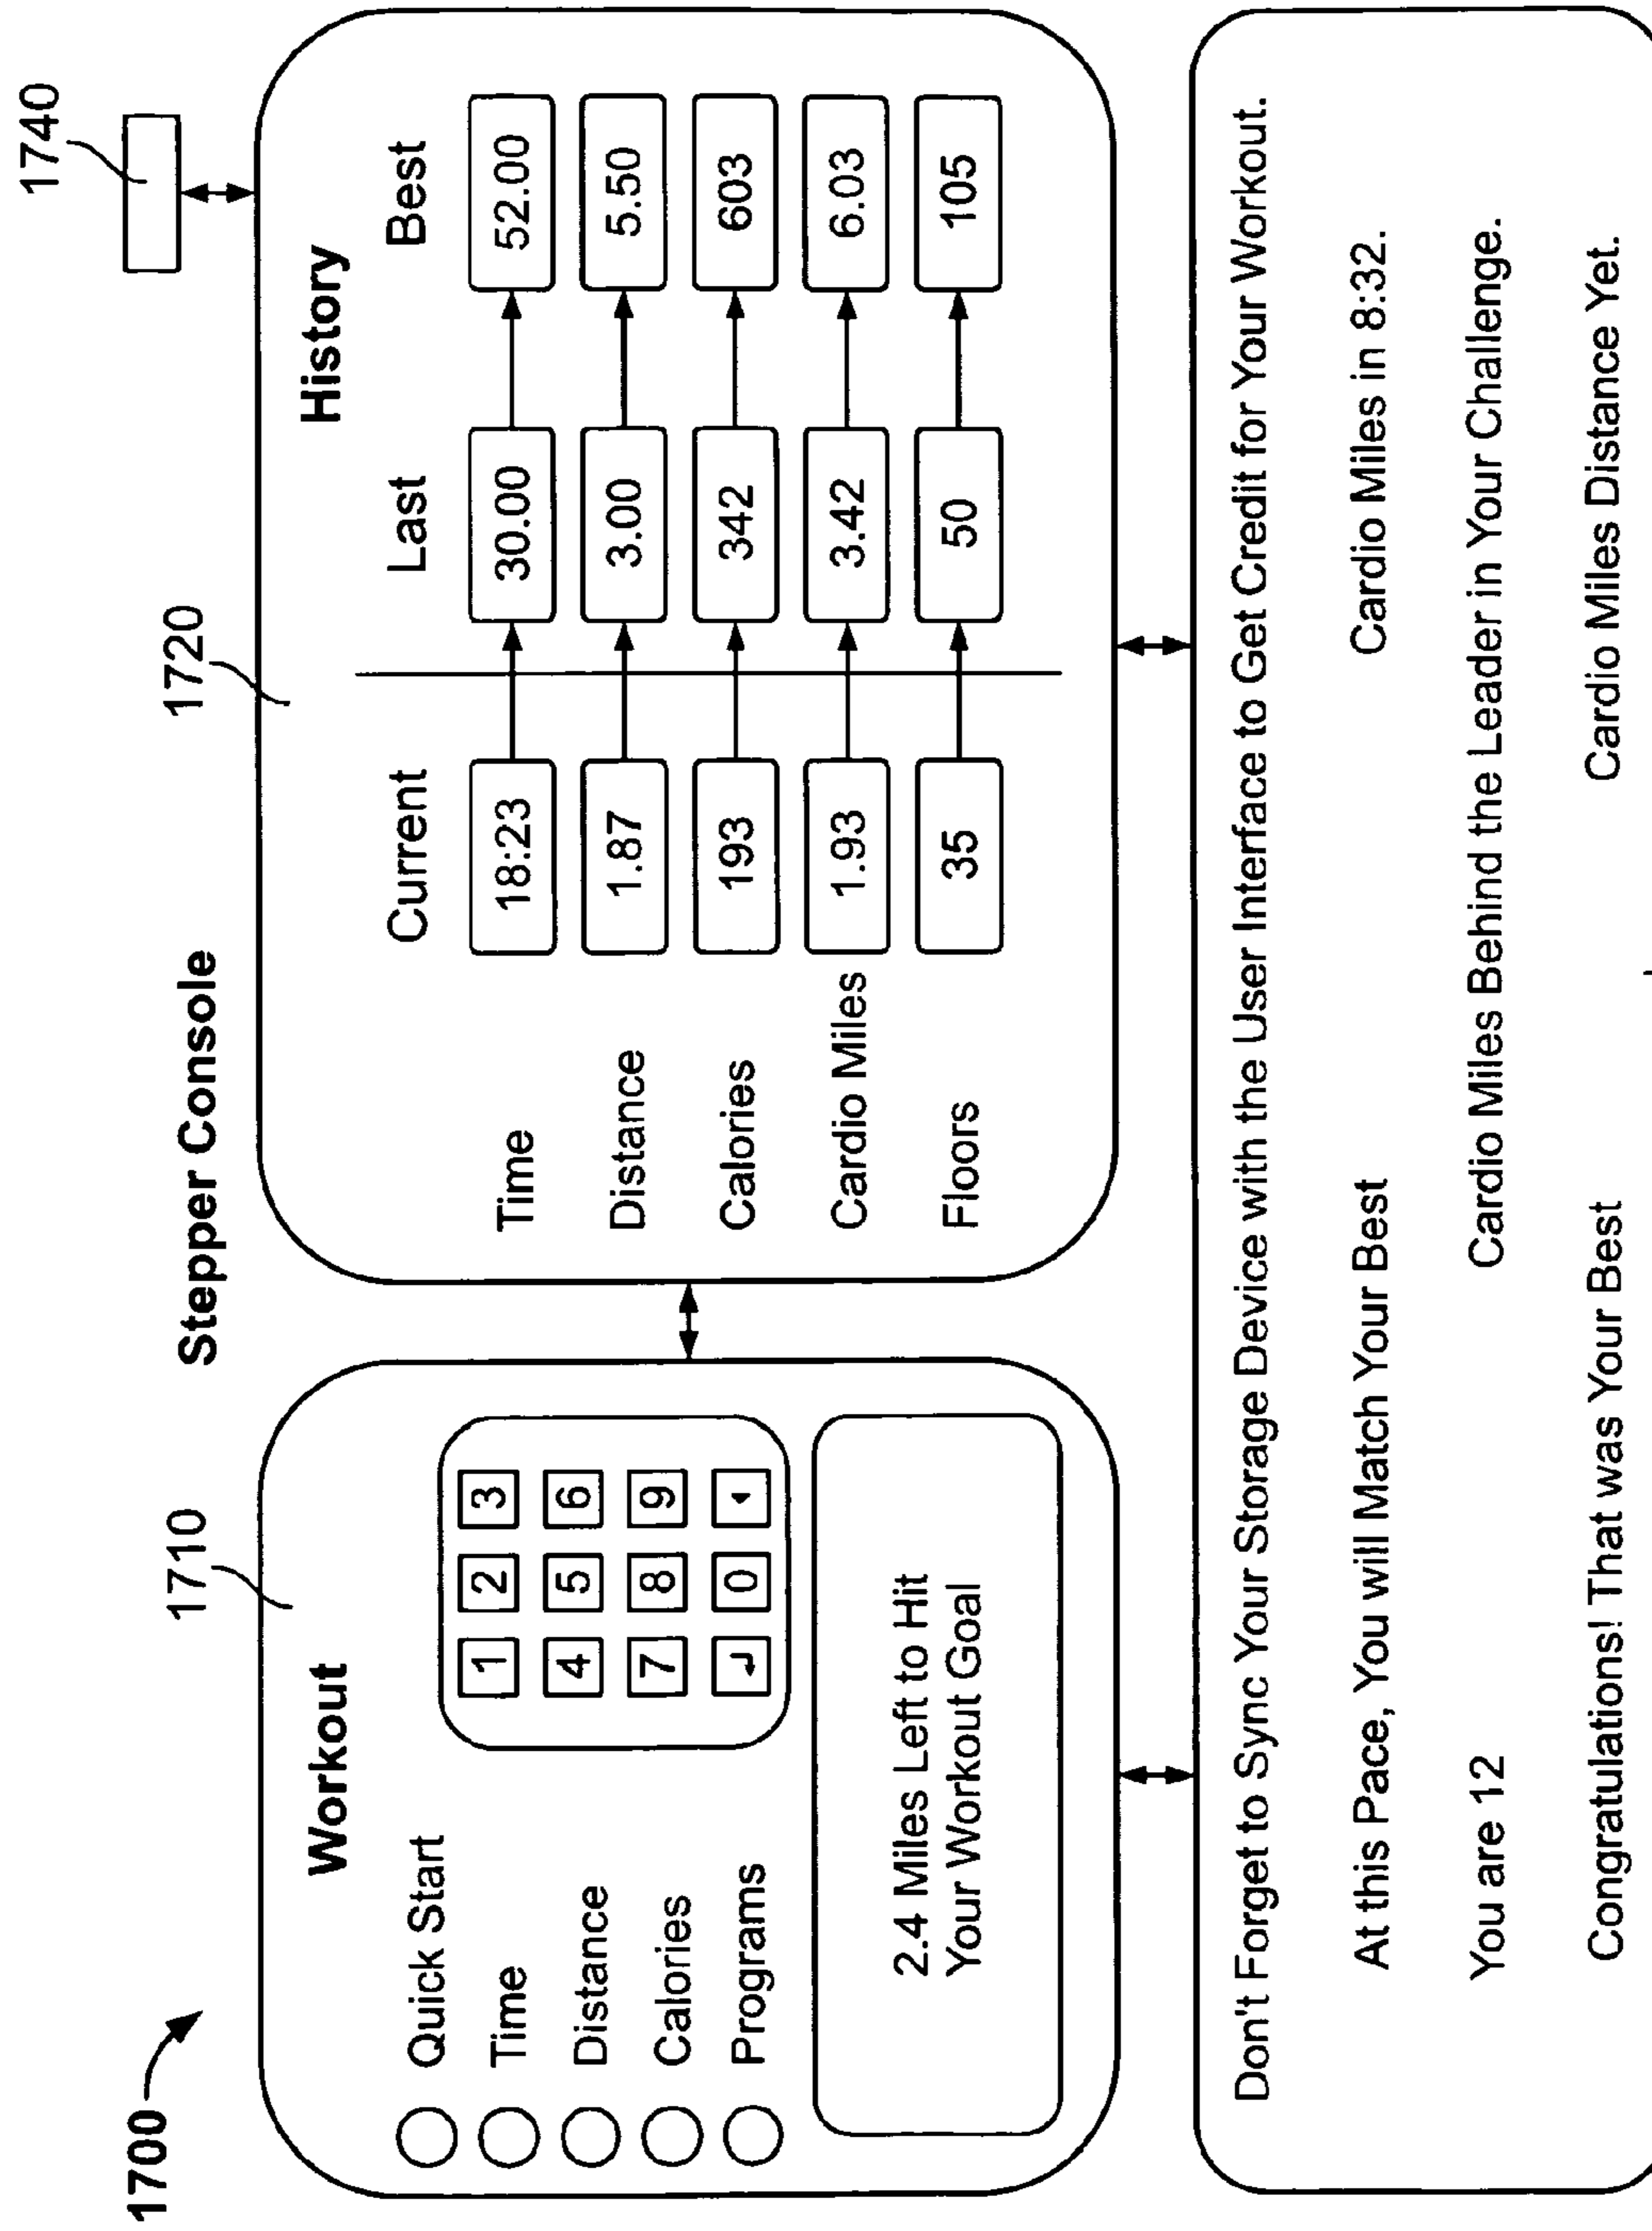 1700
Stepper Console
1710
1720
1740
Workout
Quick Start
Time
Distance
Calories
Programs
1 2 3
4 5 6
7 8 9
0
2.4 Miles Left to Hit
Your Workout Goal
History
Current Last Best
Time 18:23 30.00 52.00
Distance 1.87 3.00 5.50
Calories 193 342 603
Cardio Miles 1.93 3.42 6.03
Floors 35 50 105
Don't Forget to Sync Your Storage Device with the User Interface to Get Credit for Your Workout.
At this Pace, You will Match Your Best Cardio Miles in 8:32.
You are 12 Cardio Miles Behind the Leader in Your Challenge.
Congratulations! That was Your Best Cardio Miles Distance Yet.